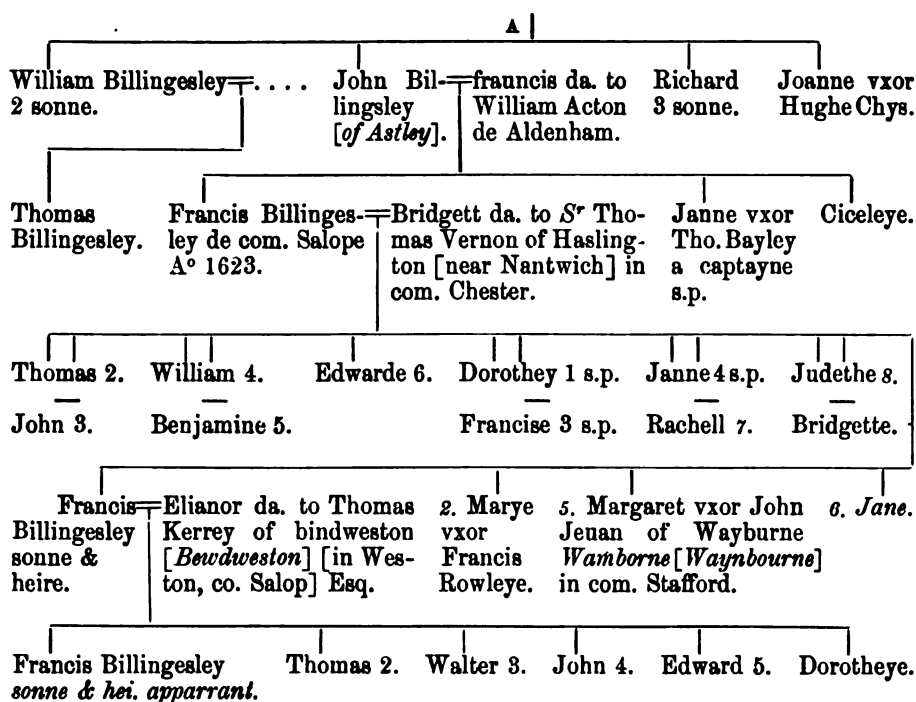 A
William Billingesley=....   John Bil-=frauncis da. to   Richard   Joanne vxor
2 sonne.   lingsley   William Acton   3 sonne.   Hughe Chys.
[of Astley].   de Aldenham.
Thomas   Francis Billinges-=Bridgett da. to Sr Tho-   Janne vxor   Ciceleye.
Billingesley.   ley de com. Salope   mas Vernon of Hasling-   Tho. Bayley
Aº 1623.   ton [near Nantwich] in   a captayne
com. Chester.   s.p.
Thomas 2.   William 4.   Edwarde 6.   Dorothey 1 s.p.   Janne 4 s.p.   Judethe 8.
John 3.   Benjamine 5.   Francise 3 s.p.   Rachell 7.   Bridgette.
Francis=Elianor da. to Thomas   2. Marye   5. Margaret vxor John   6. Jane.
Billingesley   Kerrey of bindweston   vxor   Jeuan of Wayburne
sonne &   [Bewdweston] [in Wes-   Francis   Wamborne [Waynbourne]
heire.   ton, co. Salop] Esq.   Rowleye.   in com. Stafford.
Francis Billingesley   Thomas 2.   Walter 3.   John 4.   Edward 5.   Dorotheye.
sonne & hei. apparrant.